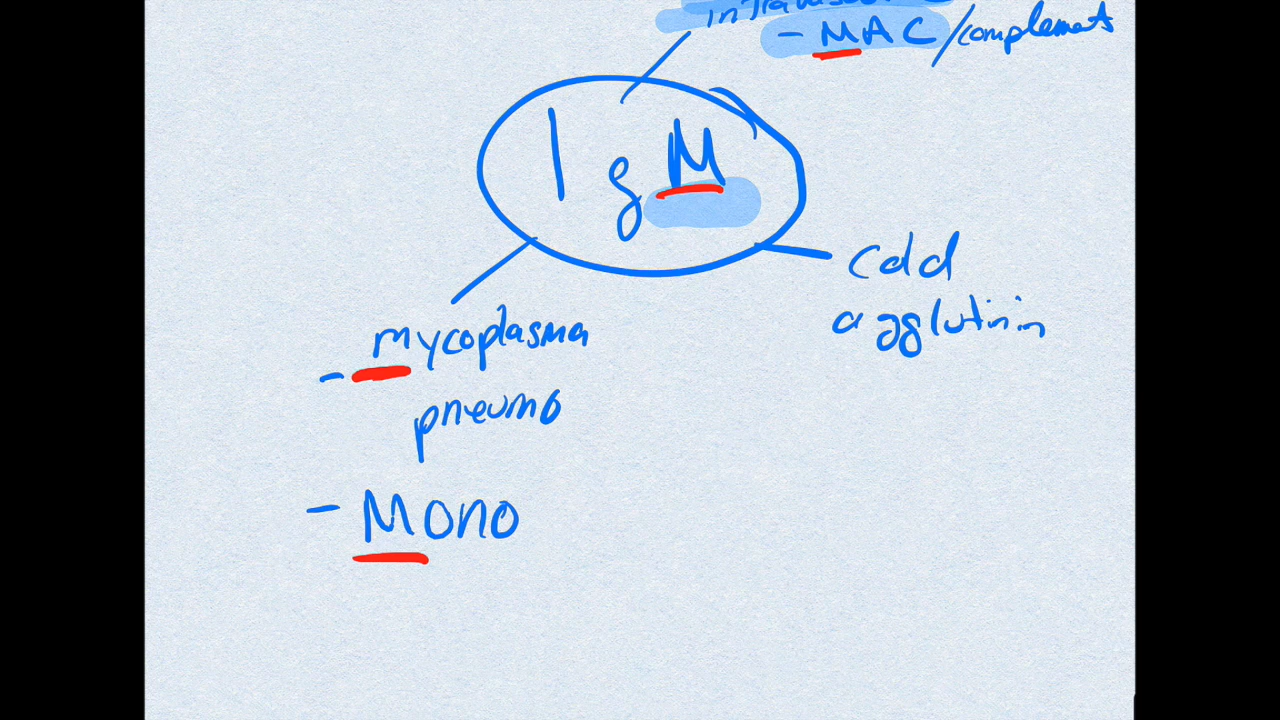 - MAC/complement
IgM
cold
agglutinin
- mycoplasma
pneumo
- Mono